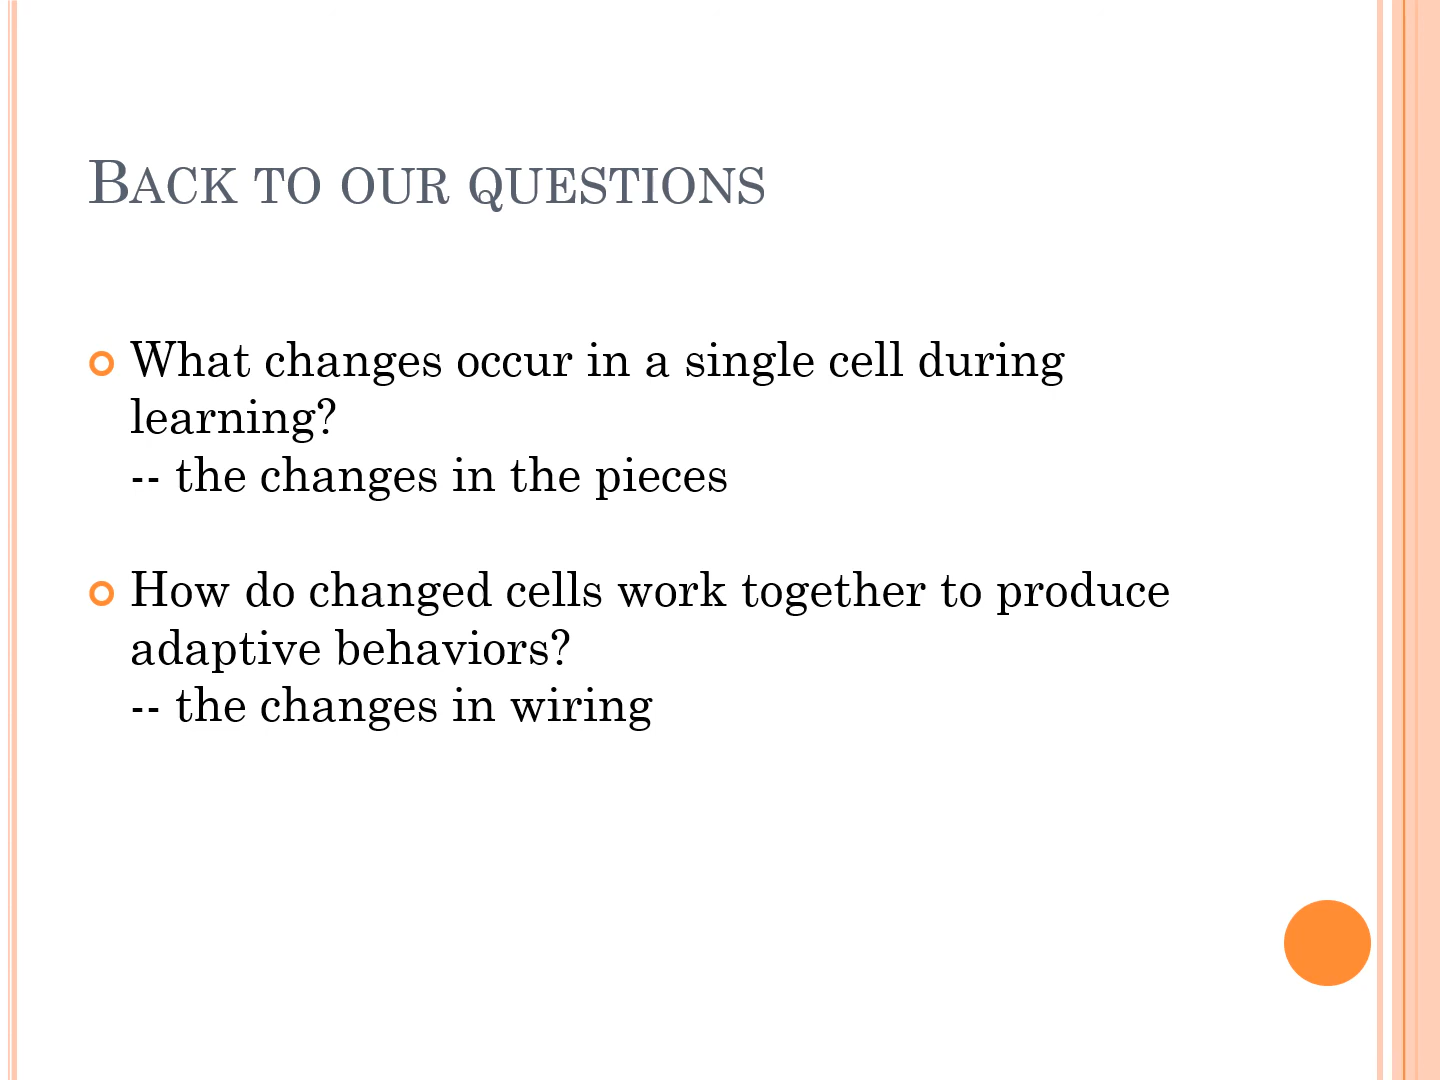 Back to our questions
What changes occur in a single cell during
learning?
-- the changes in the pieces
How do changed cells work together to produce
adaptive behaviors?
-- the changes in wiring